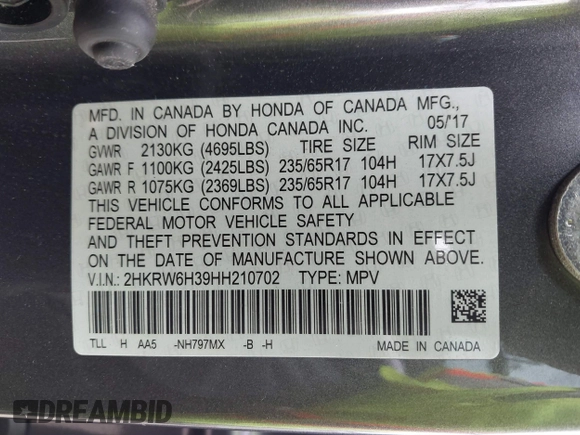 MFD. IN CANADA BY HONDA OF CANADA MFG.,
A DIVISION OF HONDA CANADA INC. 05/'17
GVWR 2130KG (4695LBS) TIRE SIZE RIM SIZE
GAWR F 1100KG (2425LBS) 235/65R17 104H 17X7.5J
GAWR R 1075KG (2369LBS) 235/65R17 104H 17X7.5J
THIS VEHICLE CONFORMS TO ALL APPLICABLE
FEDERAL MOTOR VEHICLE SAFETY
AND THEFT PREVENTION STANDARDS IN EFFECT
ON THE DATE OF MANUFACTURE SHOWN ABOVE.
V.I.N.: 2HKRW6H39HH210702 TYPE: MPV
TLL H AA5 -NH797MX -B -H MADE IN CANADA
DREAMBID